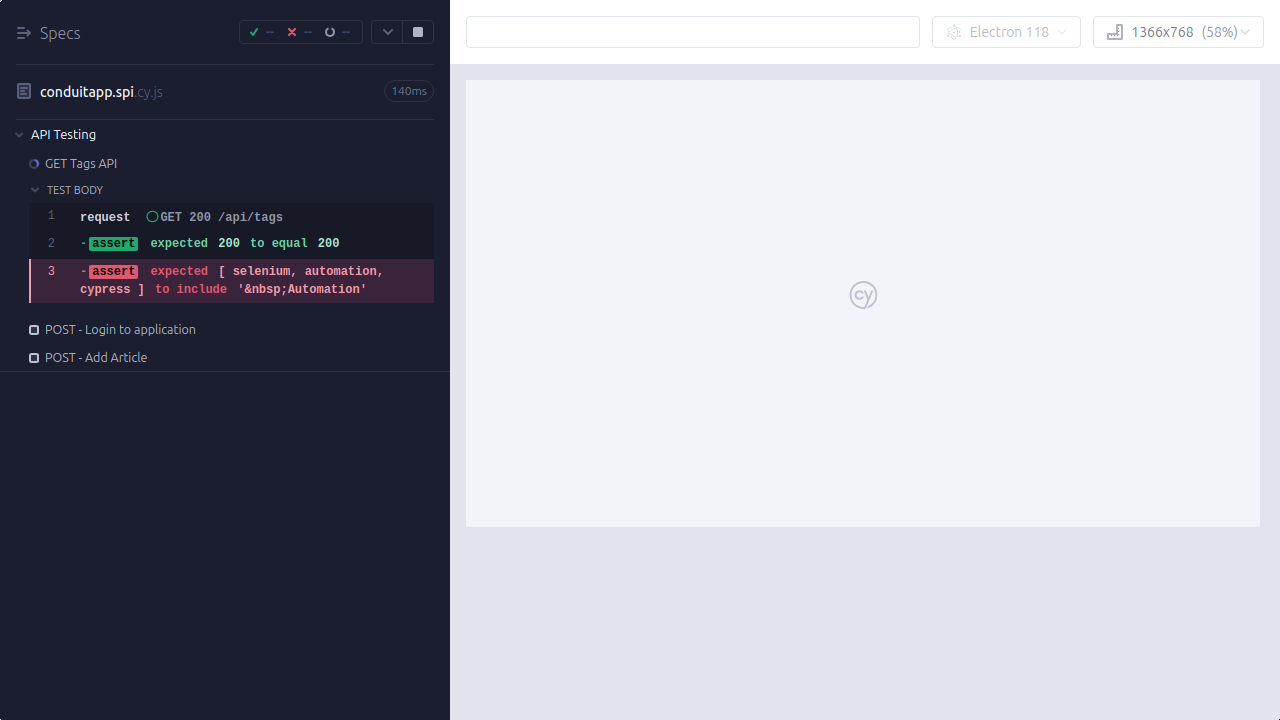 Specs
-- -- --
conduitapp.spi.cy.js
140ms
API Testing
GET Tags API
TEST BODY
1 request GET 200 /api/tags
2 -assert expected 200 to equal 200
3 -assert expected [ selenium, automation,
cypress ] to include '&nbsp;Automation'
POST - Login to application
POST - Add Article
Electron 118
1366x768 (58%)
cy